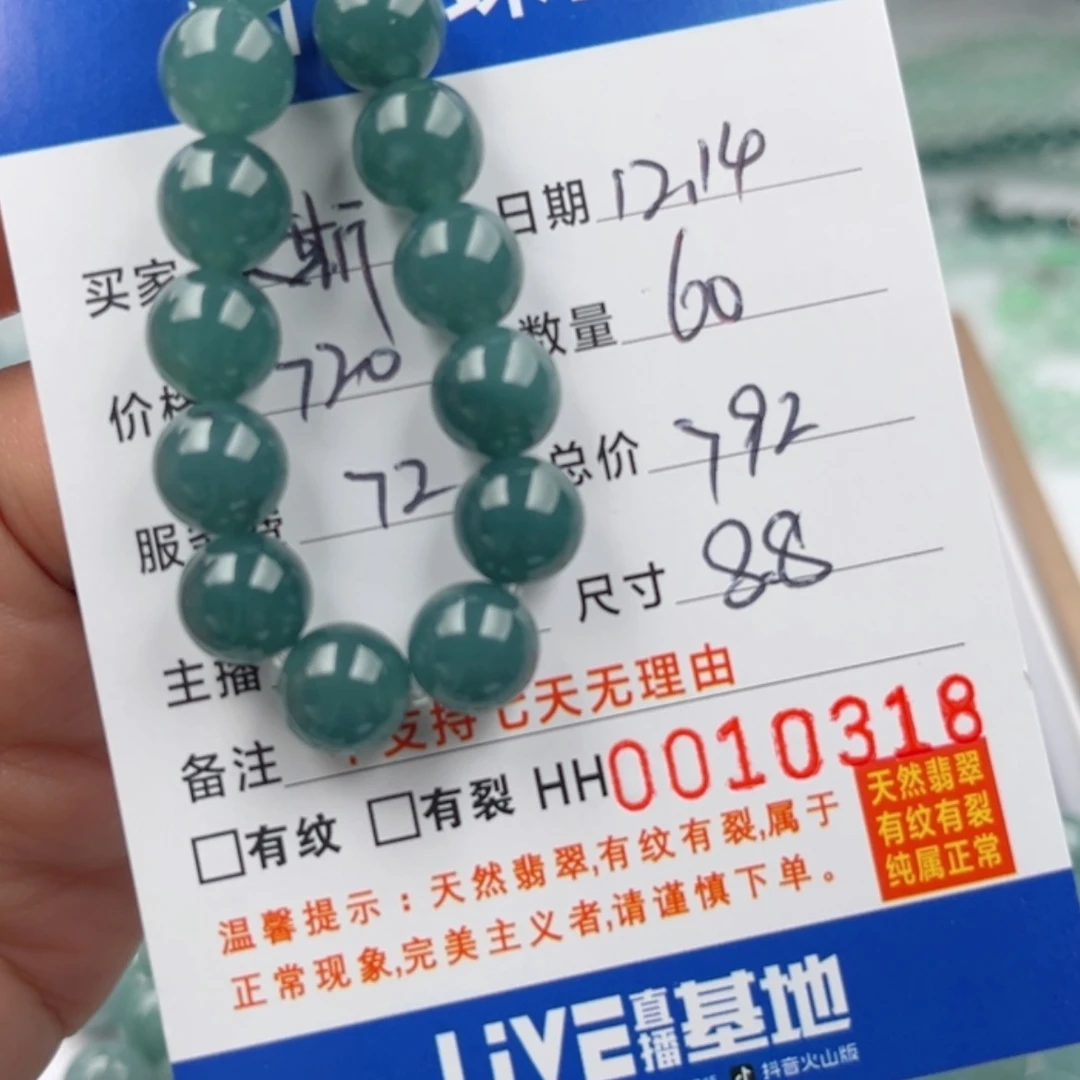 买家 斯 日期 12.14
价格 720 数量 60
服务费 72 总价 792
尺寸 88
主播
支持七天无理由
备注
□有纹 □有裂 HH0010318
天然翡翠
有纹有裂
纯属正常
温馨提示：天然翡翠,有纹有裂,属于
正常现象,完美主义者,请谨慎下单。
LiVE直播基地
抖音火山版